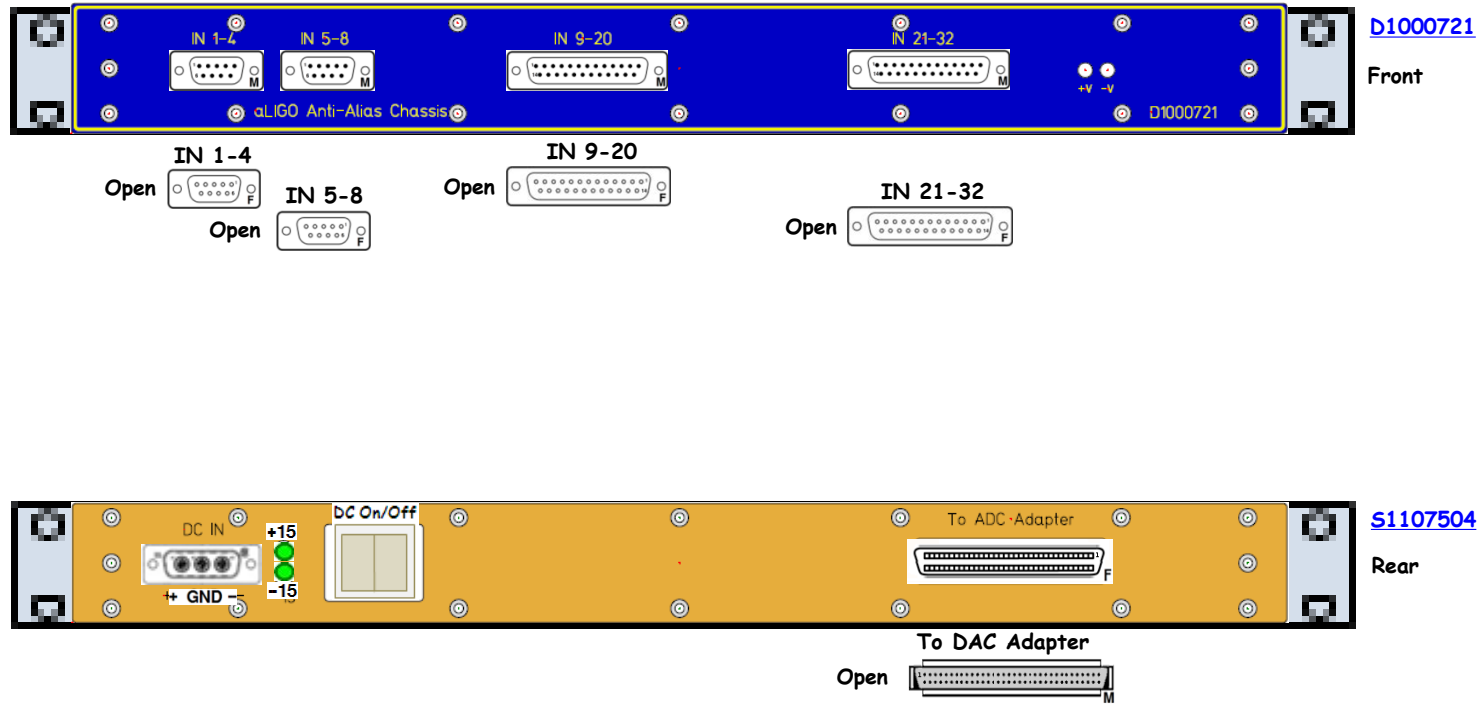 IN 1-4
IN 5-8
IN 9-20
IN 21-32
D1000721
M
M
M
M
Front
+V -V
aLIGO Anti-Alias Chassis
D1000721
IN 1-4
Open
F
IN 5-8
Open
F
IN 9-20
Open
F
IN 21-32
Open
F
DC IN
+15
-15
DC On/Off
To ADC Adapter
S1107504
+ GND -
F
Rear
To DAC Adapter
Open
M